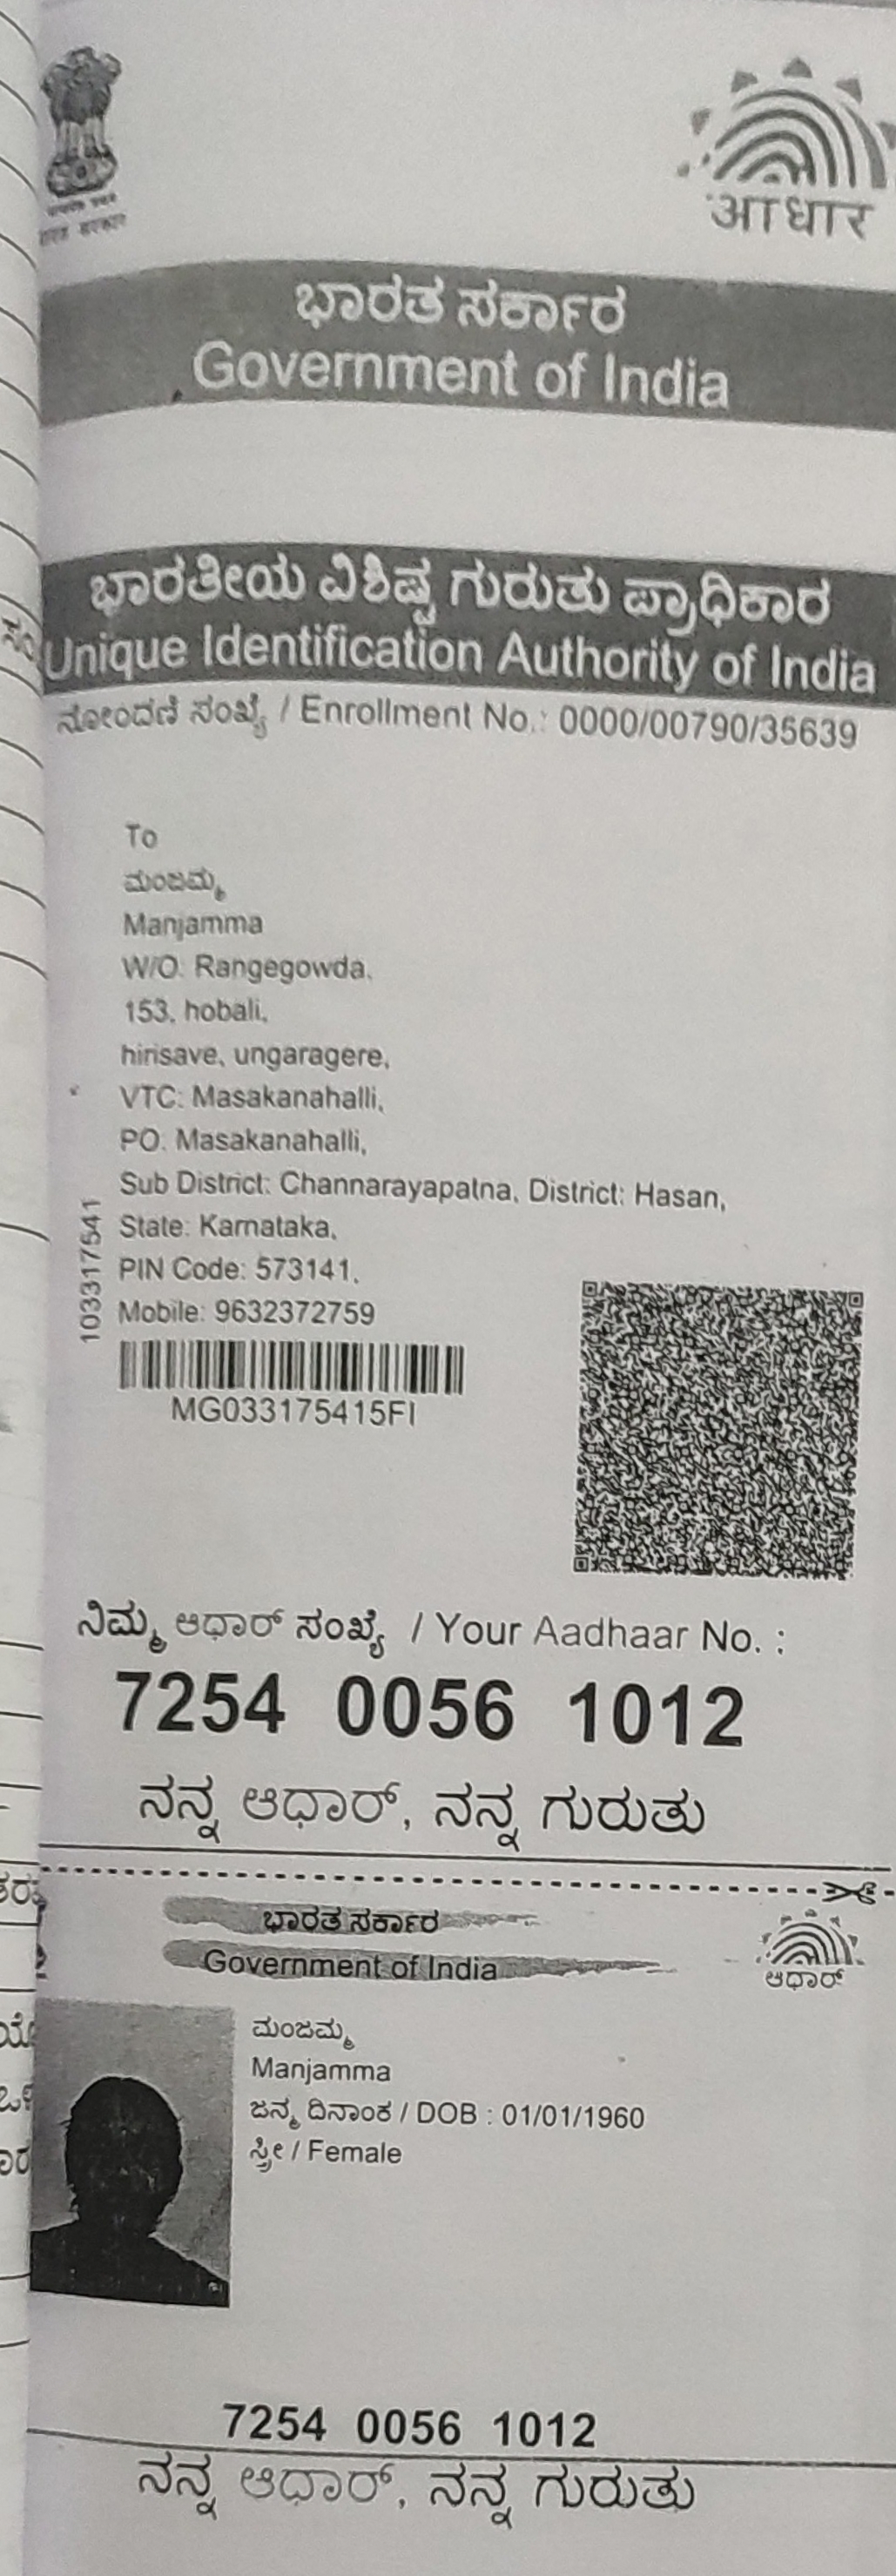 भारत सरकार
आधार
ಭಾರತ ಸರ್ಕಾರ
Government of India
ಭಾರತೀಯ ವಿಶಿಷ್ಟ ಗುರುತು ಪ್ರಾಧಿಕಾರ
Unique Identification Authority of India
ನೋಂದಣಿ ಸಂಖ್ಯೆ / Enrollment No.: 0000/00790/35639
To
ಮಂಜಮ್ಮ
Manjamma
W/O: Rangegowda,
153, hobali,
hirisave, ungaragere,
VTC: Masakanahalli,
PO: Masakanahalli,
Sub District: Channarayapatna, District: Hasan,
State: Karnataka,
PIN Code: 573141,
Mobile: 9632372759
103317541
MG033175415FI
ನಿಮ್ಮ ಆಧಾರ್ ಸಂಖ್ಯೆ / Your Aadhaar No. :
7254 0056 1012
ನನ್ನ ಆಧಾರ್, ನನ್ನ ಗುರುತು
ಭಾರತ ಸರ್ಕಾರ
Government of India
ಆಧಾರ್
ಮಂಜಮ್ಮ
Manjamma
ಜನ್ಮ ದಿನಾಂಕ / DOB : 01/01/1960
ಸ್ತ್ರೀ / Female
7254 0056 1012
ನನ್ನ ಆಧಾರ್, ನನ್ನ ಗುರುತು